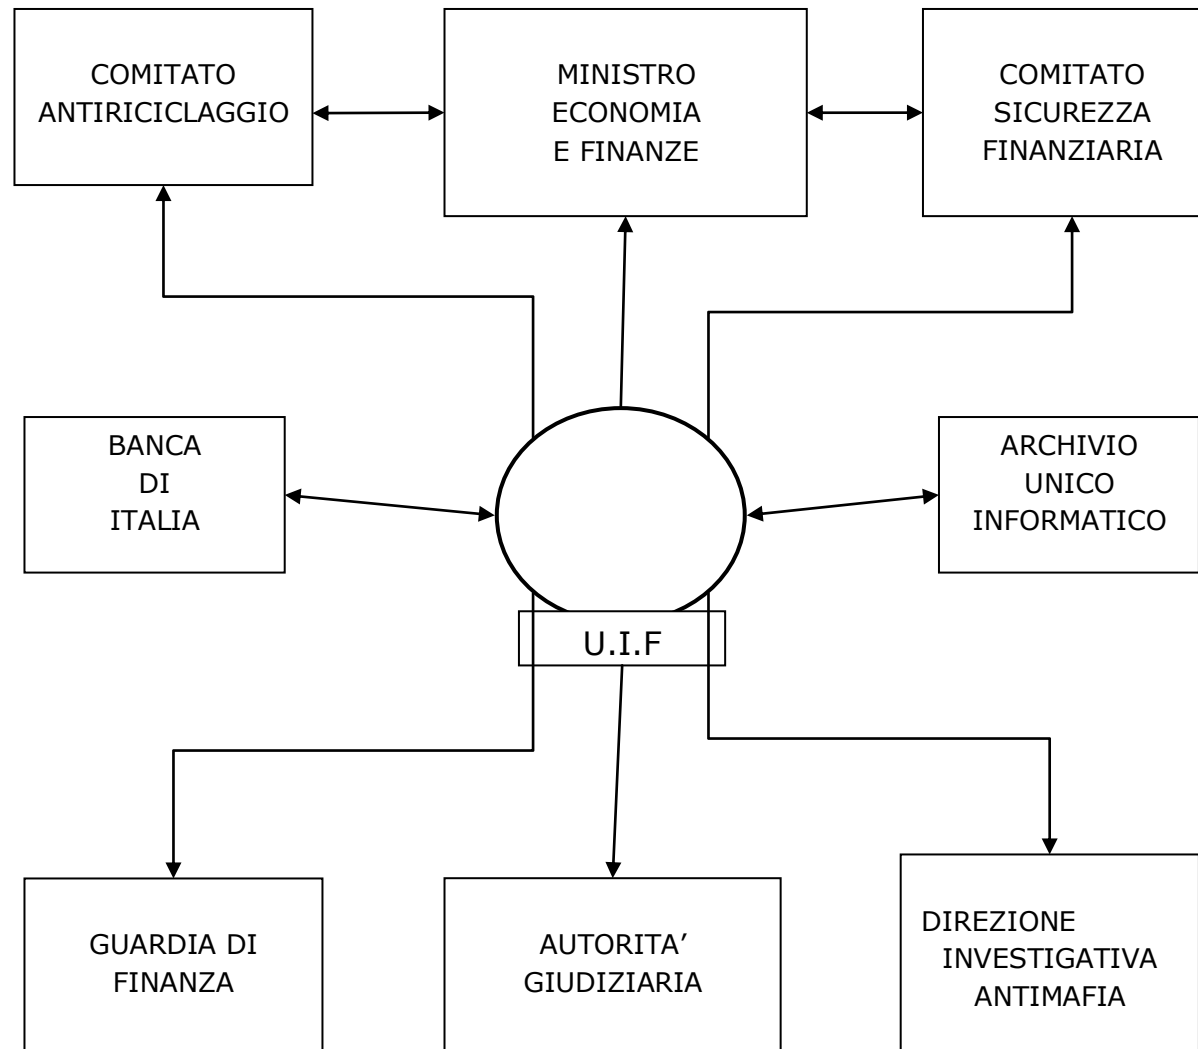 COMITATO
ANTIRICICLAGGIO
MINISTRO
ECONOMIA
E FINANZE
COMITATO
SICUREZZA
FINANZIARIA
BANCA
DI
ITALIA
ARCHIVIO
UNICO
INFORMATICO
U.I.F
GUARDIA DI
FINANZA
AUTORITA’
GIUDIZIARIA
DIREZIONE
INVESTIGATIVA
ANTIMAFIA